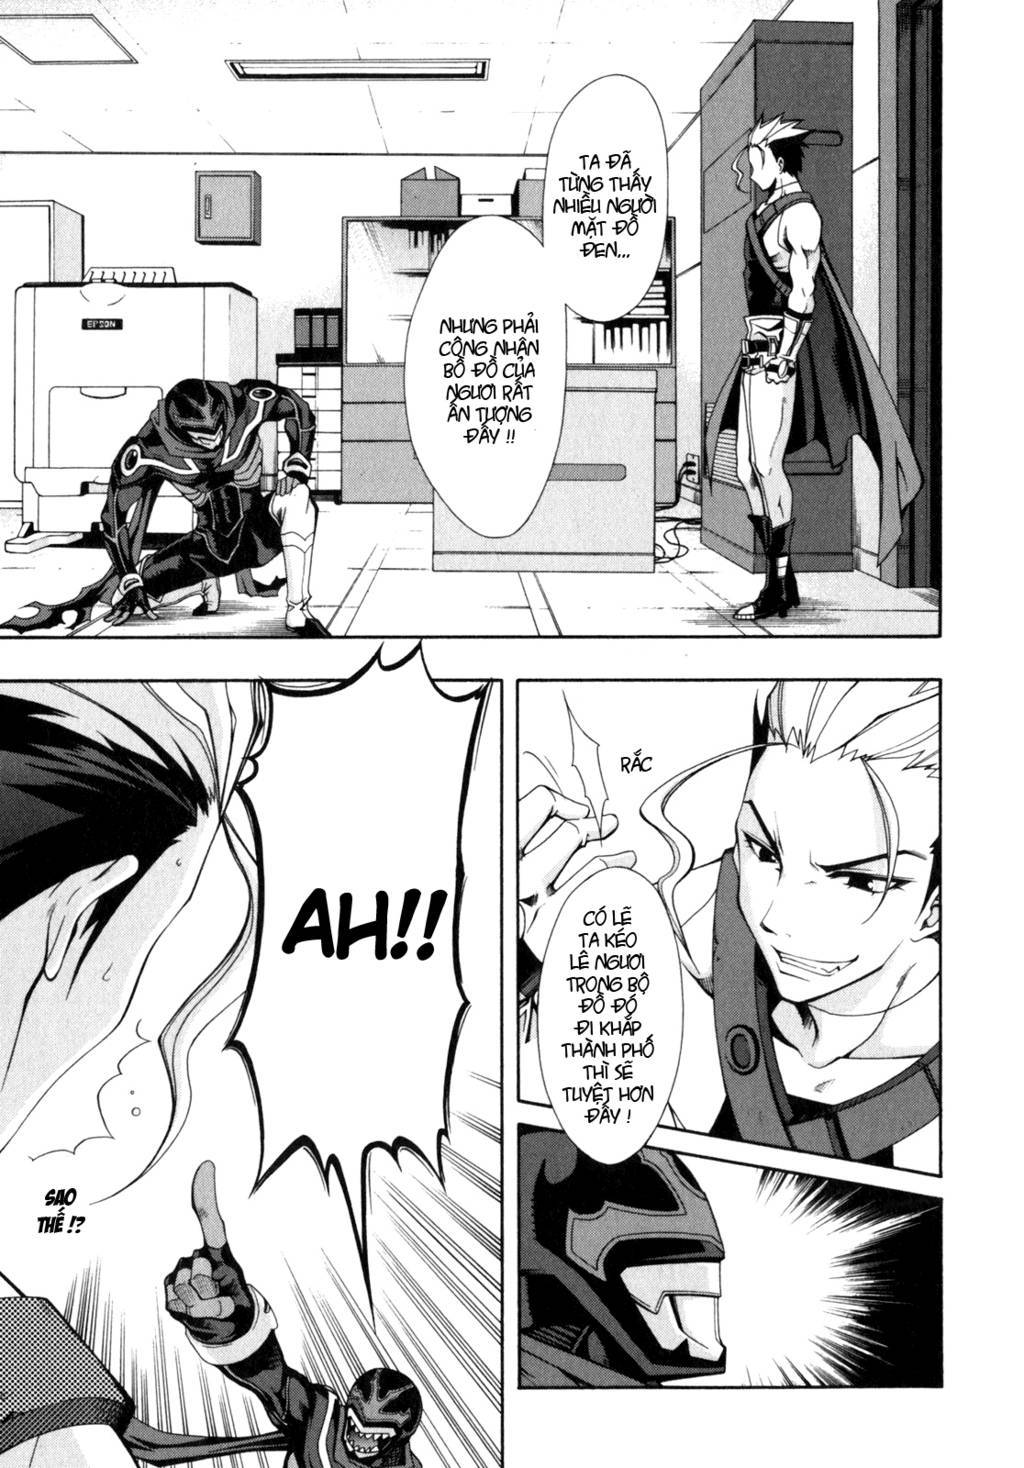 TA ĐÃ
TỪNG THẤY
NHIỀU NGƯỜI
MẶT ĐỒ
ĐEN...
NHƯNG PHẢI
CÔNG NHẬN
BỒ ĐỒ CỦA
NGƯƠI RẤT
ẤN TƯỢNG
ĐẤY !!
EPSON
RẮC
CÓ LẼ
TA KÉO
LÊ NGƯƠI
TRONG BỘ
ĐỒ ĐÓ
ĐI KHẮP
THÀNH PHỐ
THÌ SẼ
TUYỆT HƠN
ĐẤY !
AH!!
SAO
THẾ !?